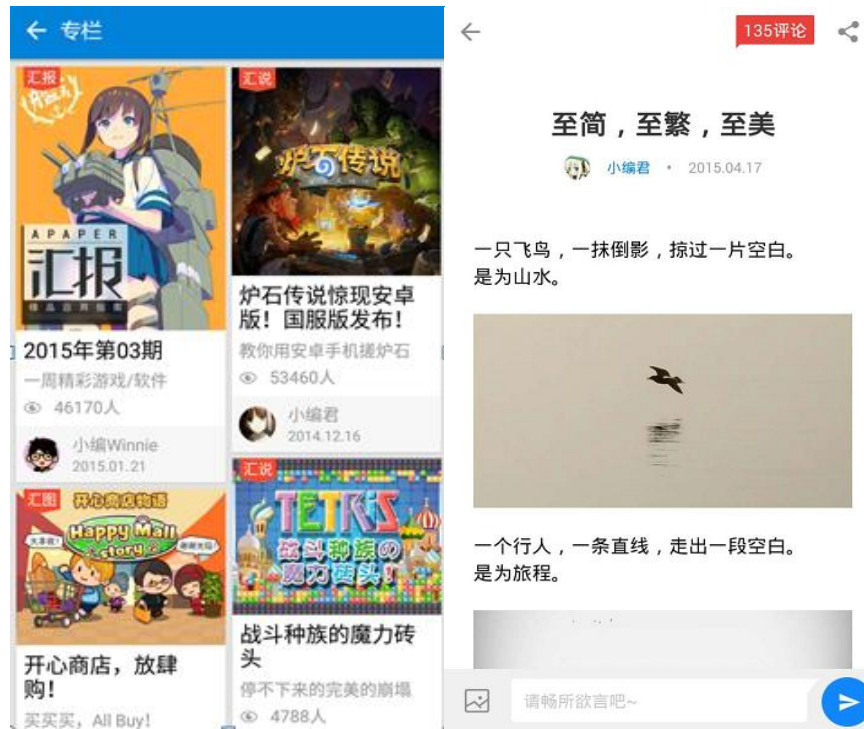 专栏
汇报
APAPER
汇报
2015年第03期
一周精彩游戏/软件
46170人
小编Winnie
2015.01.21
汇图
开心商店物语
大丰收!
Happy Mall
Story
开心商店，放肆
购！
买买买，All Buy!
汇说
炉石传说
炉石传说惊现安卓
版！国服版发布！
教你用安卓手机搓炉石
53460人
小编君
2014.12.16
汇说
TETRIS
战斗种族の
魔力砖头!
战斗种族的魔力砖
头
停不下来的完美的崩塌
4788人
135评论
至简，至繁，至美
小编君 • 2015.04.17
一只飞鸟，一抹倒影，掠过一片空白。
是为山水。
一个行人，一条直线，走出一段空白。
是为旅程。
请畅所欲言吧~